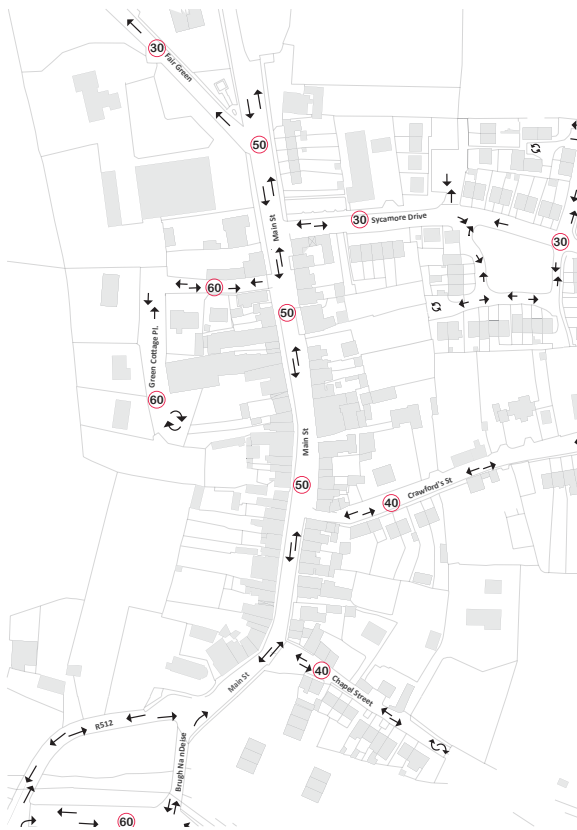 30
Fair Green
50
Main St
30
Sycamore Drive
30
60
50
Green Cottage Pl.
60
Main St
50
Crawford's St
40
40
Chapel Street
Main St
R512
Brugh Na nDeise
60